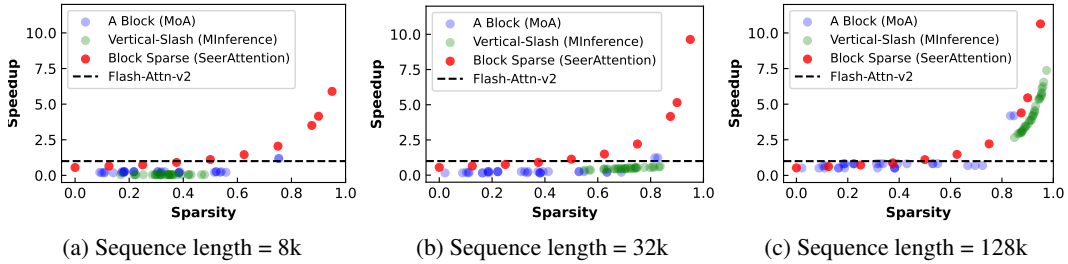 10.0
7.5
5.0
2.5
0.0
Speedup
A Block (MoA)
Vertical-Slash (MInference)
Block Sparse (SeerAttention)
Flash-Attn-v2
0.0 0.2 0.4 0.6 0.8 1.0
Sparsity
(a) Sequence length = 8k
10.0
7.5
5.0
2.5
0.0
Speedup
A Block (MoA)
Vertical-Slash (MInference)
Block Sparse (SeerAttention)
Flash-Attn-v2
0.0 0.2 0.4 0.6 0.8 1.0
Sparsity
(b) Sequence length = 32k
10.0
7.5
5.0
2.5
0.0
Speedup
A Block (MoA)
Vertical-Slash (MInference)
Block Sparse (SeerAttention)
Flash-Attn-v2
0.0 0.2 0.4 0.6 0.8 1.0
Sparsity
(c) Sequence length = 128k